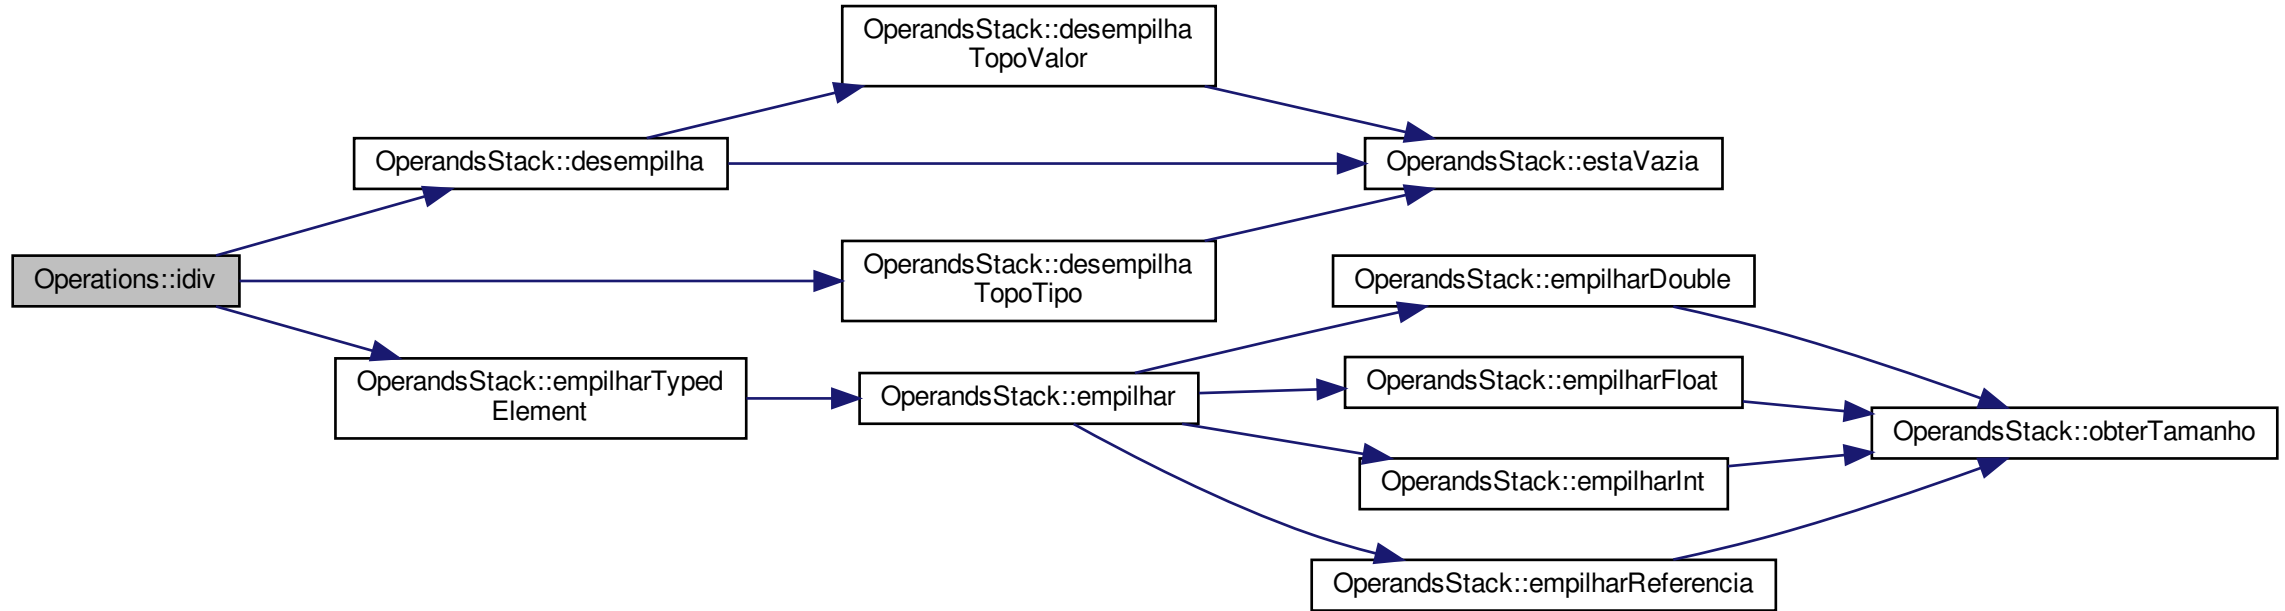 Operations::idiv
OperandsStack::desempilha
OperandsStack::empilharTyped
Element
OperandsStack::desempilha
TopoValor
OperandsStack::desempilha
TopoTipo
OperandsStack::empilhar
OperandsStack::estaVazia
OperandsStack::empilharDouble
OperandsStack::empilharFloat
OperandsStack::empilharInt
OperandsStack::empilharReferencia
OperandsStack::obterTamanho